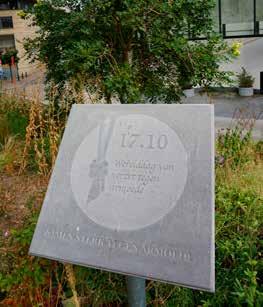 17.10
Werelddag van
verzet tegen
armoede
SAMEN STERK TEGEN ARMOEDE